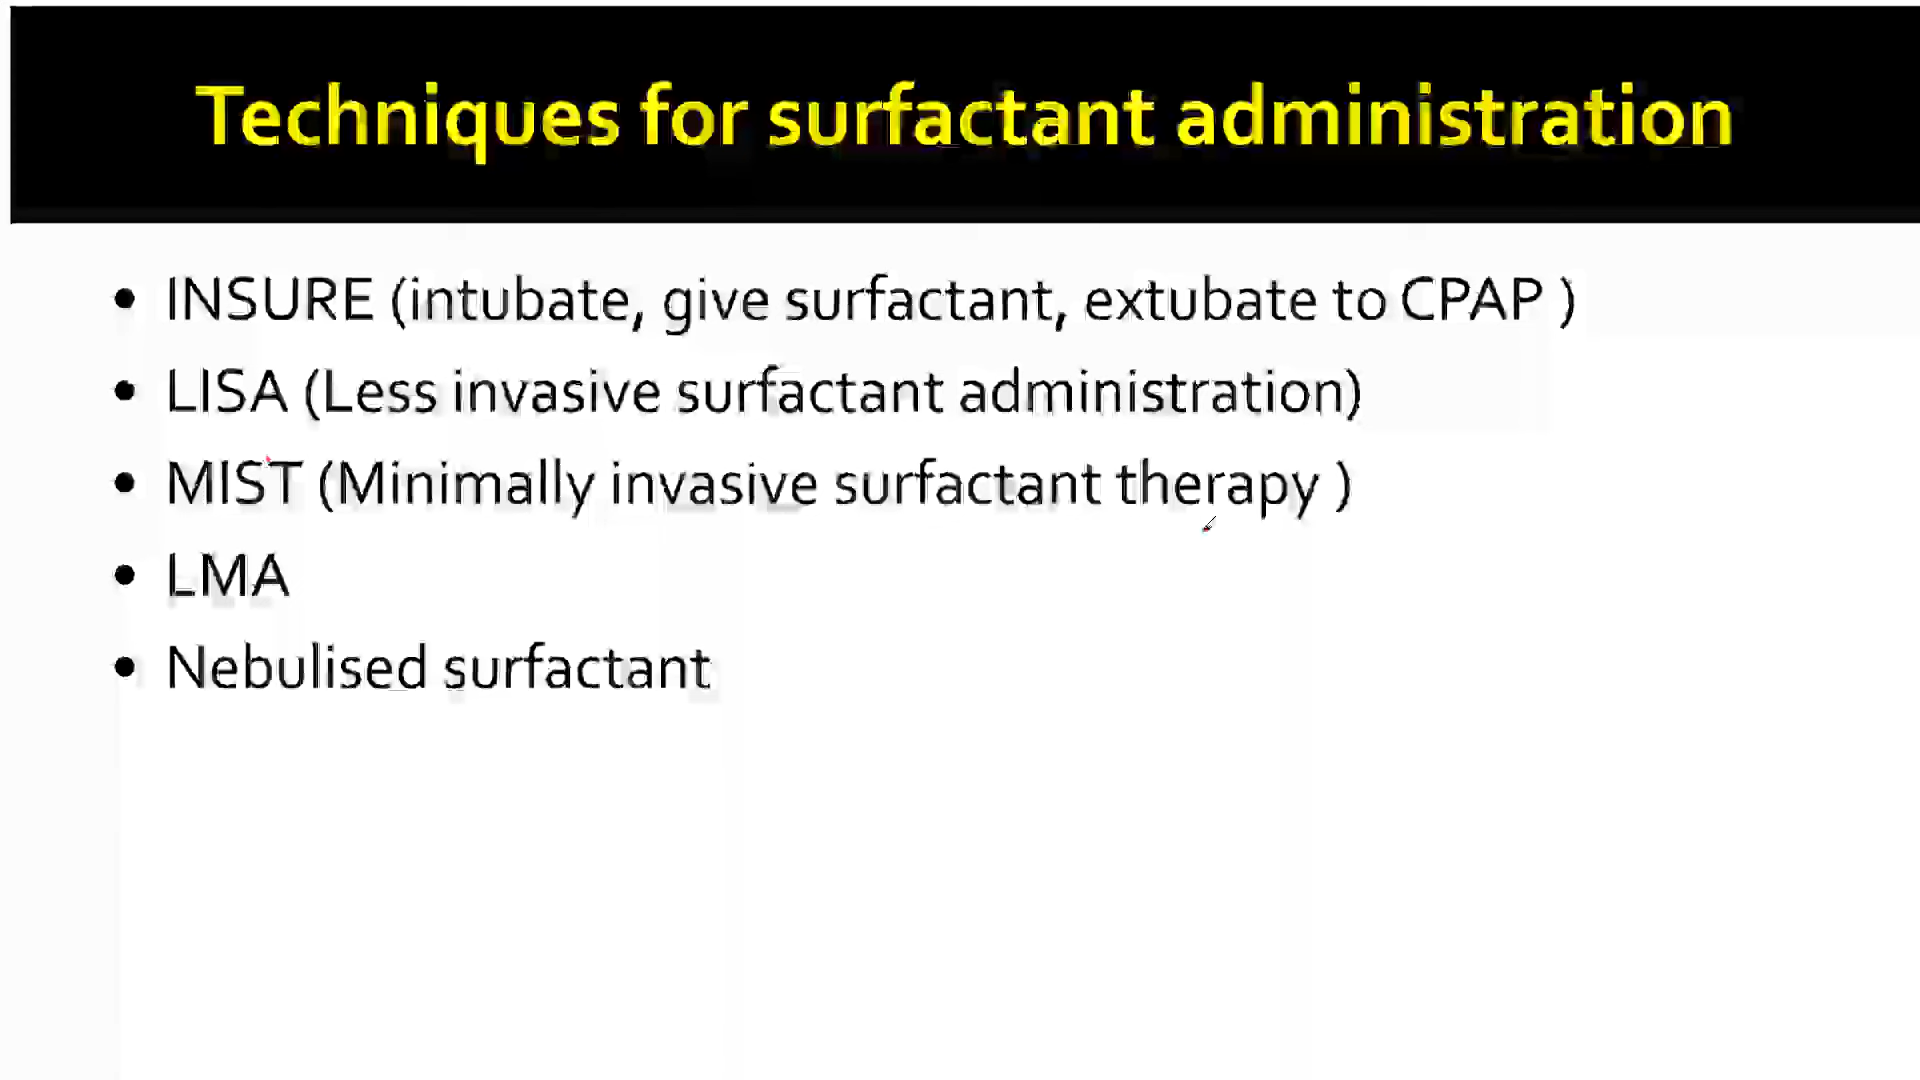 Techniques for surfactant administration
• INSURE (intubate, give surfactant, extubate to CPAP )
• LISA (Less invasive surfactant administration)
• MIST (Minimally invasive surfactant therapy )
• LMA
• Nebulised surfactant